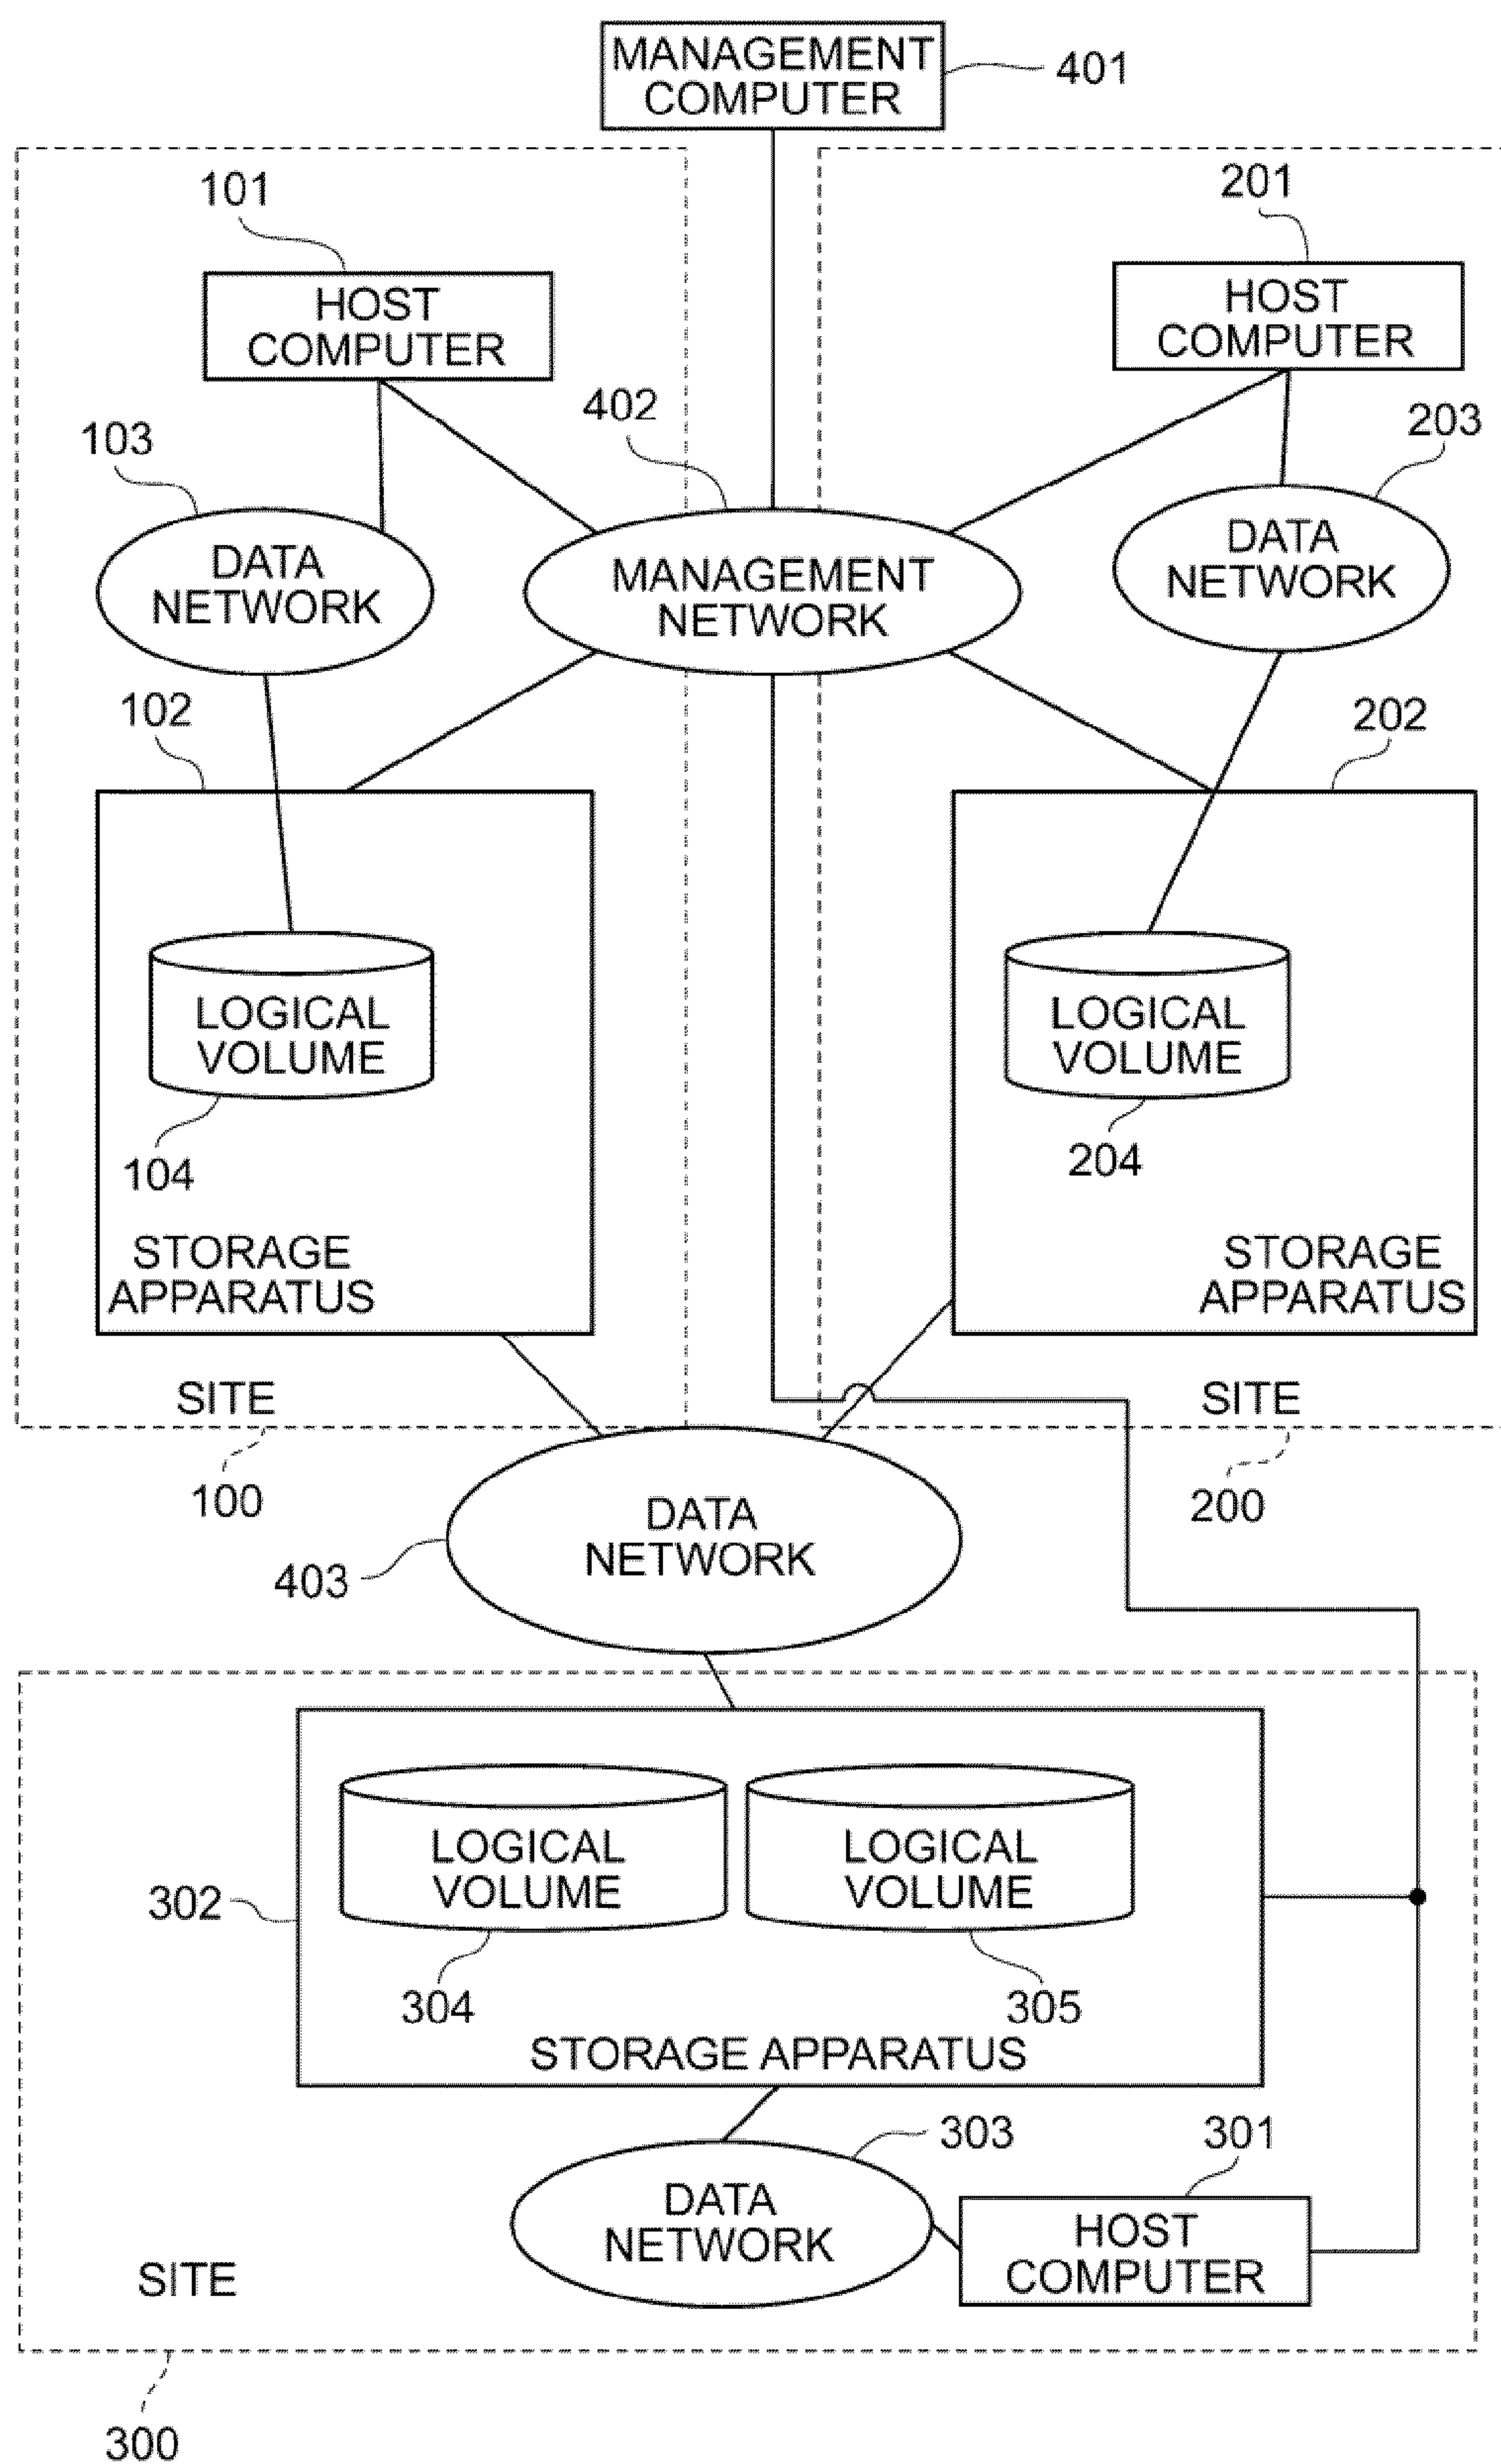 MANAGEMENT
COMPUTER
401
101
201
HOST
COMPUTER
HOST
COMPUTER
402
103
203
DATA
NETWORK
MANAGEMENT
NETWORK
DATA
NETWORK
102
202
LOGICAL
VOLUME
LOGICAL
VOLUME
104
204
STORAGE
APPARATUS
STORAGE
APPARATUS
SITE
SITE
100
200
DATA
NETWORK
403
LOGICAL
VOLUME
LOGICAL
VOLUME
302
304
305
STORAGE APPARATUS
303
301
DATA
NETWORK
HOST
COMPUTER
SITE
300